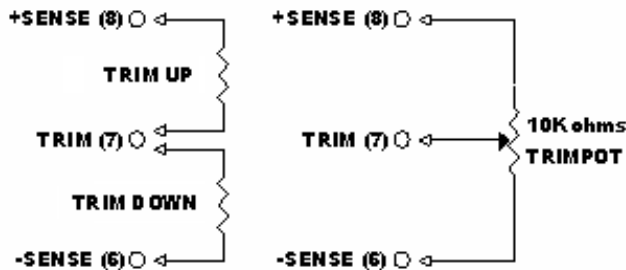 +SENSE (8)
TRIM UP
TRIM (7)
TRIM DOWN
-SENSE (6)
+SENSE (8)
TRIM (7)
10K ohms
TRIMPOT
-SENSE (6)